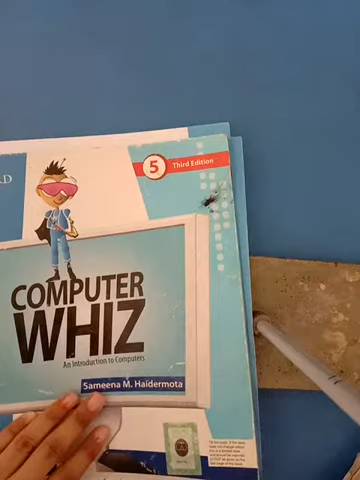 5 Third Edition
COMPUTER
WHIZ
An Introduction to Computers
Sameena M. Haidermota